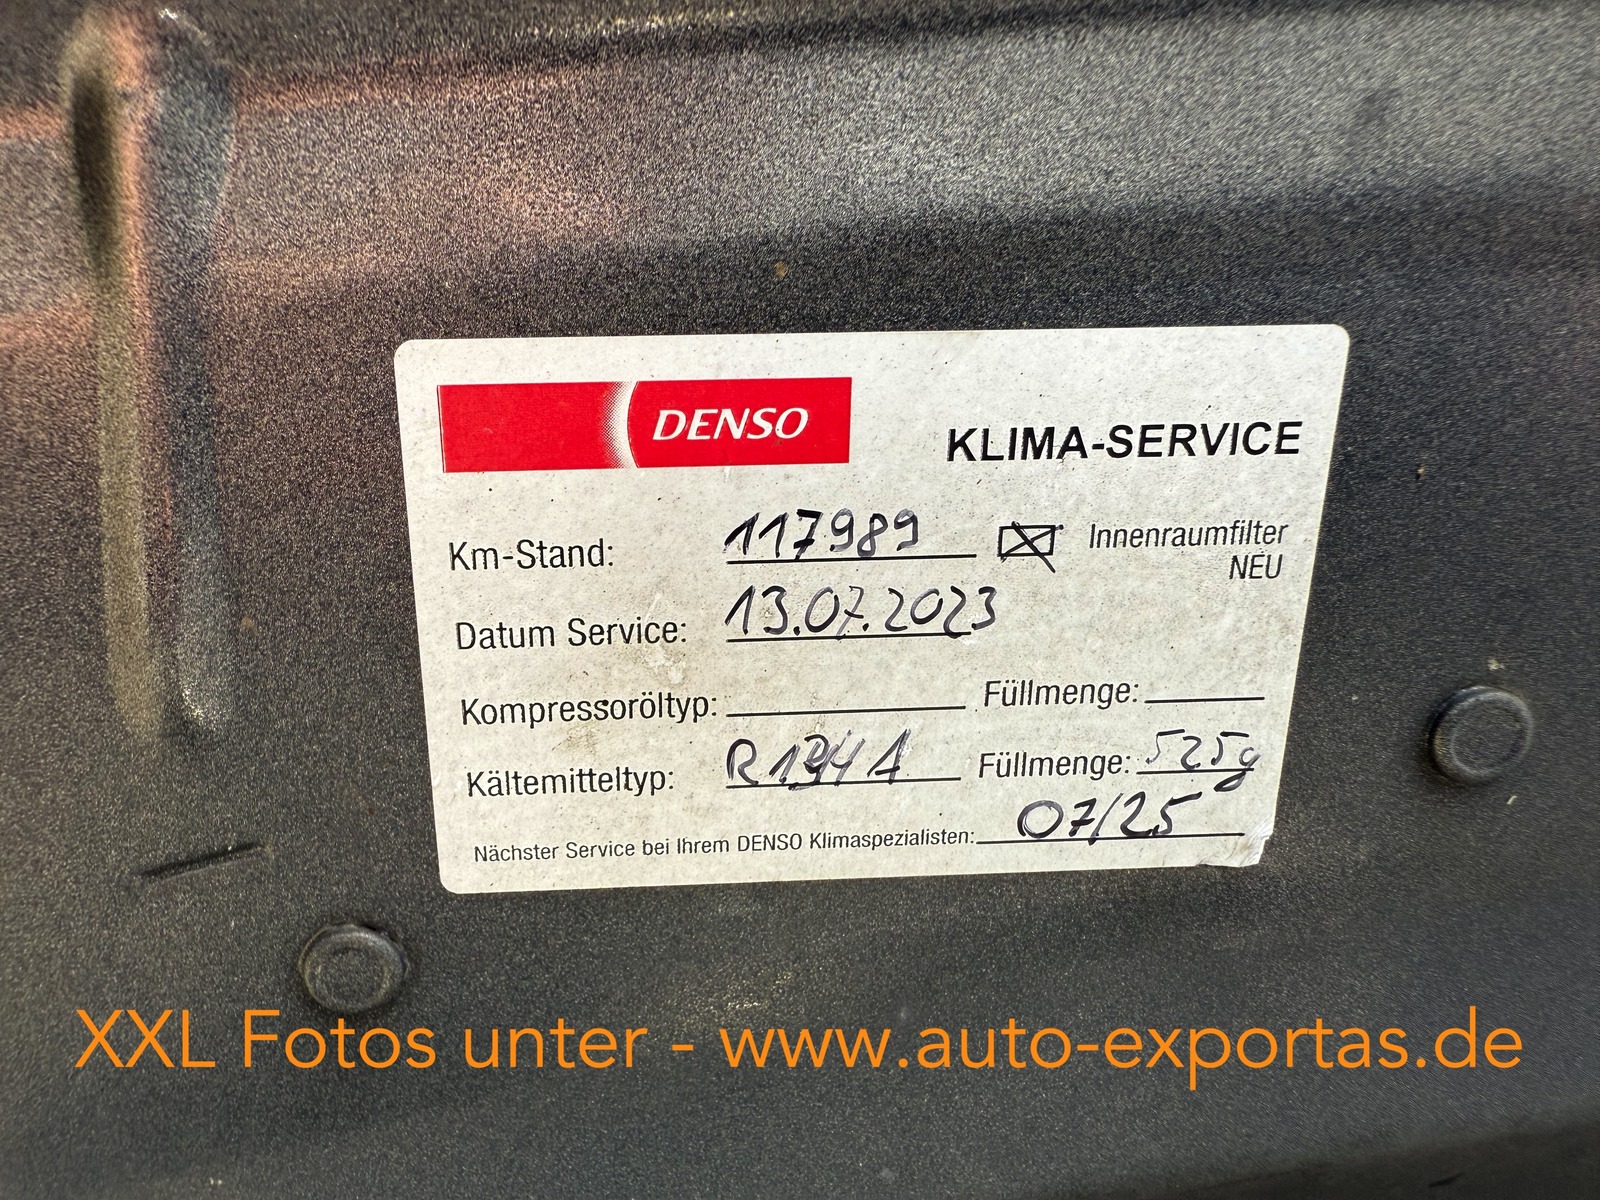 DENSO
KLIMA-SERVICE
Km-Stand: 117989 Innenraumfilter
NEU
Datum Service: 13.07.2023
Kompressoröltyp: Füllmenge:
Kältemitteltyp: R134A Füllmenge: 525g
Nächster Service bei Ihrem DENSO Klimaspezialisten: 07/25
XXL Fotos unter - www.auto-exportas.de